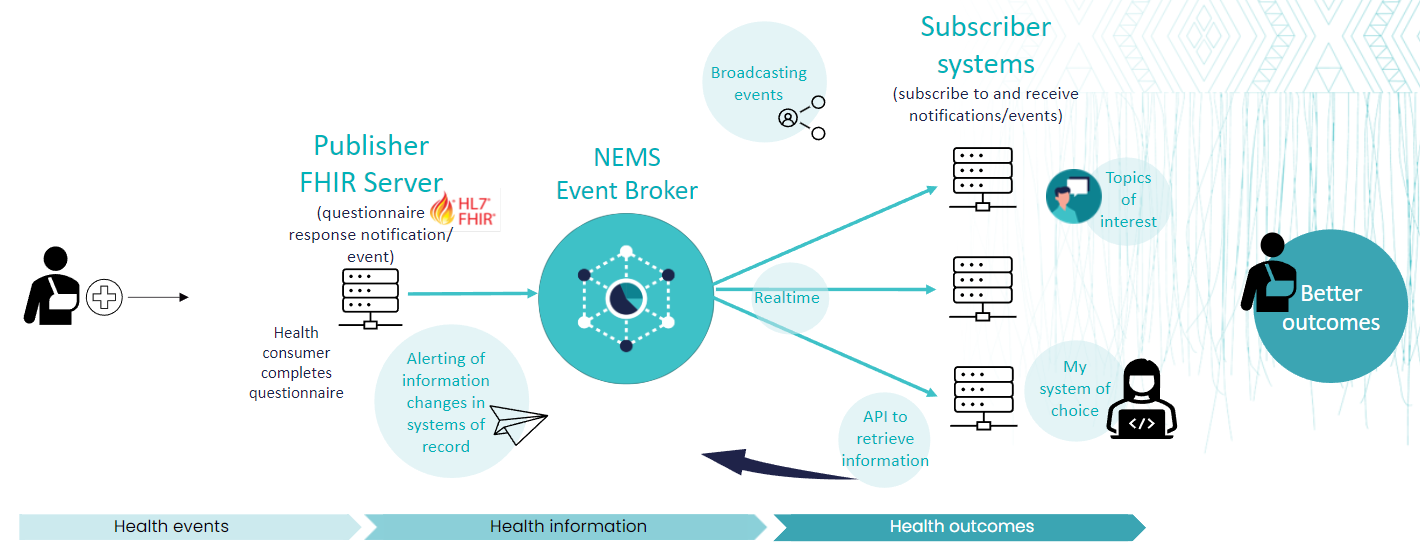 Subscriber
systems
(subscribe to and receive
notifications/events)
Broadcasting
events
Publisher
FHIR Server
(questionnaire
response notification/
event)
HL7®
FHIR®
NEMS
Event Broker
Topics
of
interest
Realtime
Better
outcomes
Health
consumer
completes
questionnaire
Alerting of
information
changes in
systems of
record
My
system of
choice
</>
API to
retrieve
information
Health events
Health information
Health outcomes